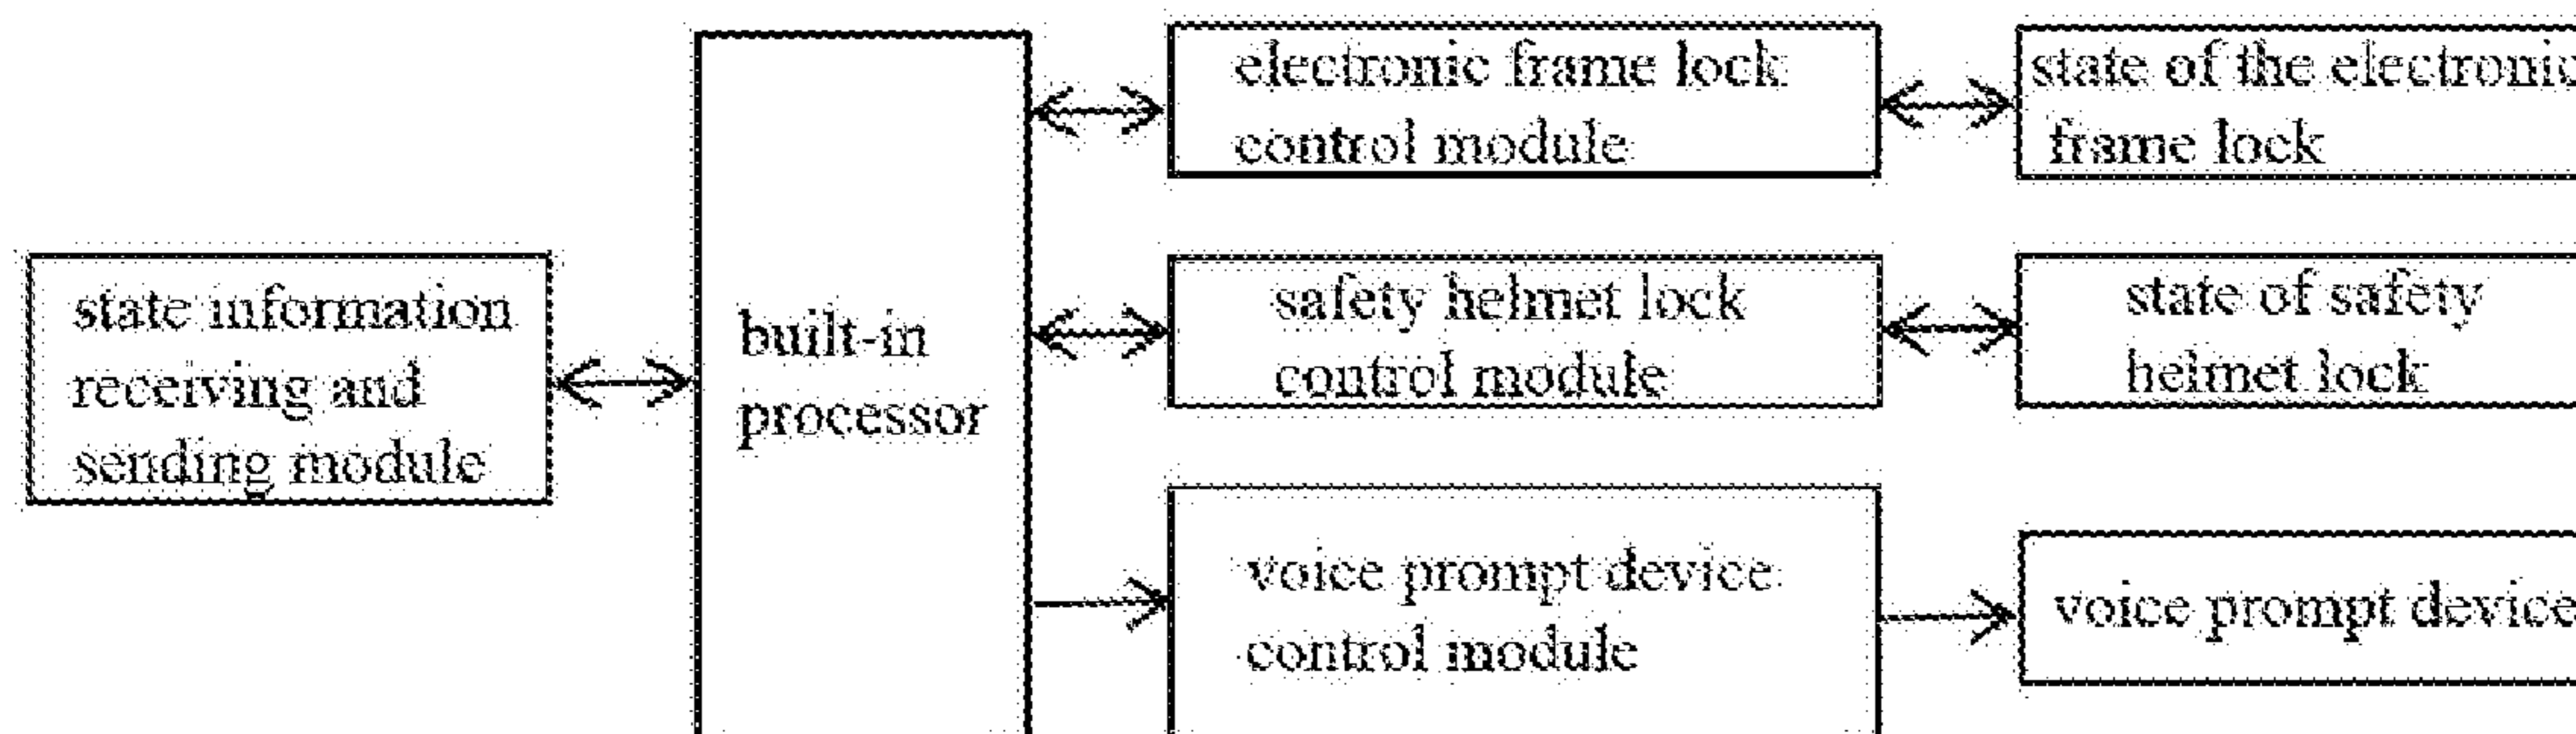 state information
receiving and
sending module
built-in
processor
electronic frame lock
control module
state of the electronic
frame lock
safety helmet lock
control module
state of safety
helmet lock
voice prompt device
control module
voice prompt device